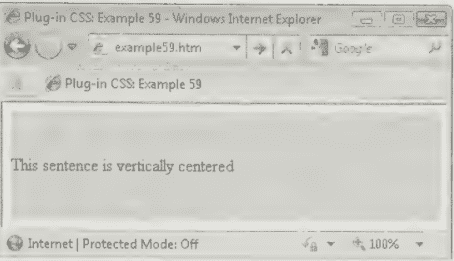 Plug-in CSS: Example 59 - Windows Internet Explorer
example59.htm Google
Plug-in CSS: Example 59
This sentence is vertically centered
Internet | Protected Mode: Off 100%